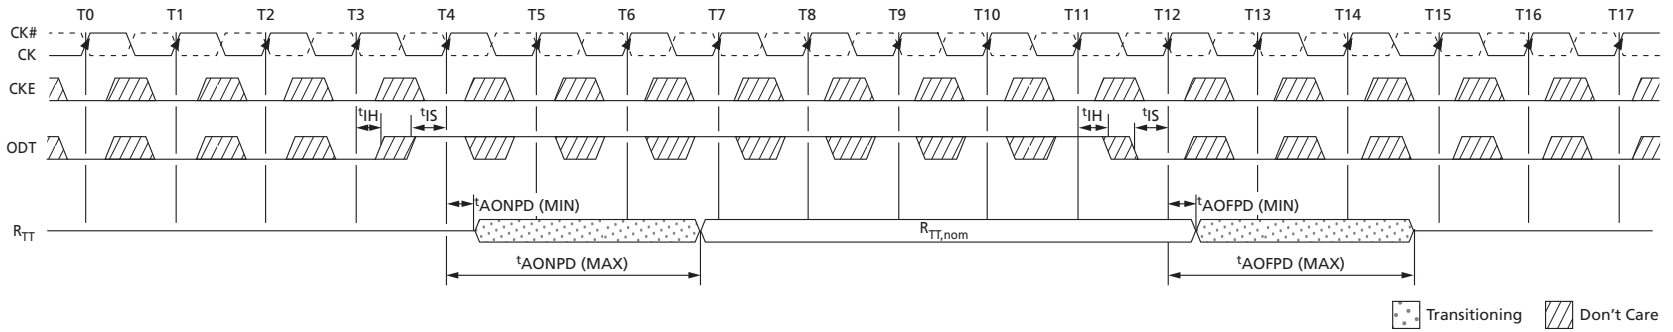 T0 T1 T2 T3 T4 T5 T6 T7 T8 T9 T10 T11 T12 T13 T14 T15 T16 T17
CK#
CK
CKE
tIH tIS tIH tIS
ODT
tAONPD (MIN) tAOFPD (MIN)
RTT RTT,nom
tAONPD (MAX) tAOFPD (MAX)
Transitioning Don't Care